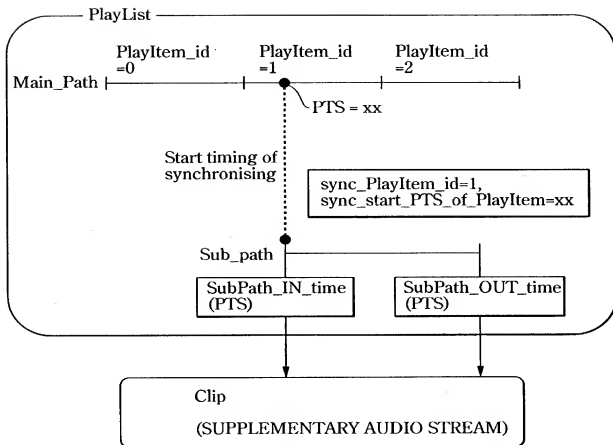 PlayList
PlayItem_id
=0
PlayItem_id
=1
PlayItem_id
=2
Main_Path
PTS = xx
Start timing of
synchronising
sync_PlayItem_id=1,
sync_start_PTS_of_PlayItem=xx
Sub_path
SubPath_IN_time
(PTS)
SubPath_OUT_time
(PTS)
Clip
(SUPPLEMENTARY AUDIO STREAM)